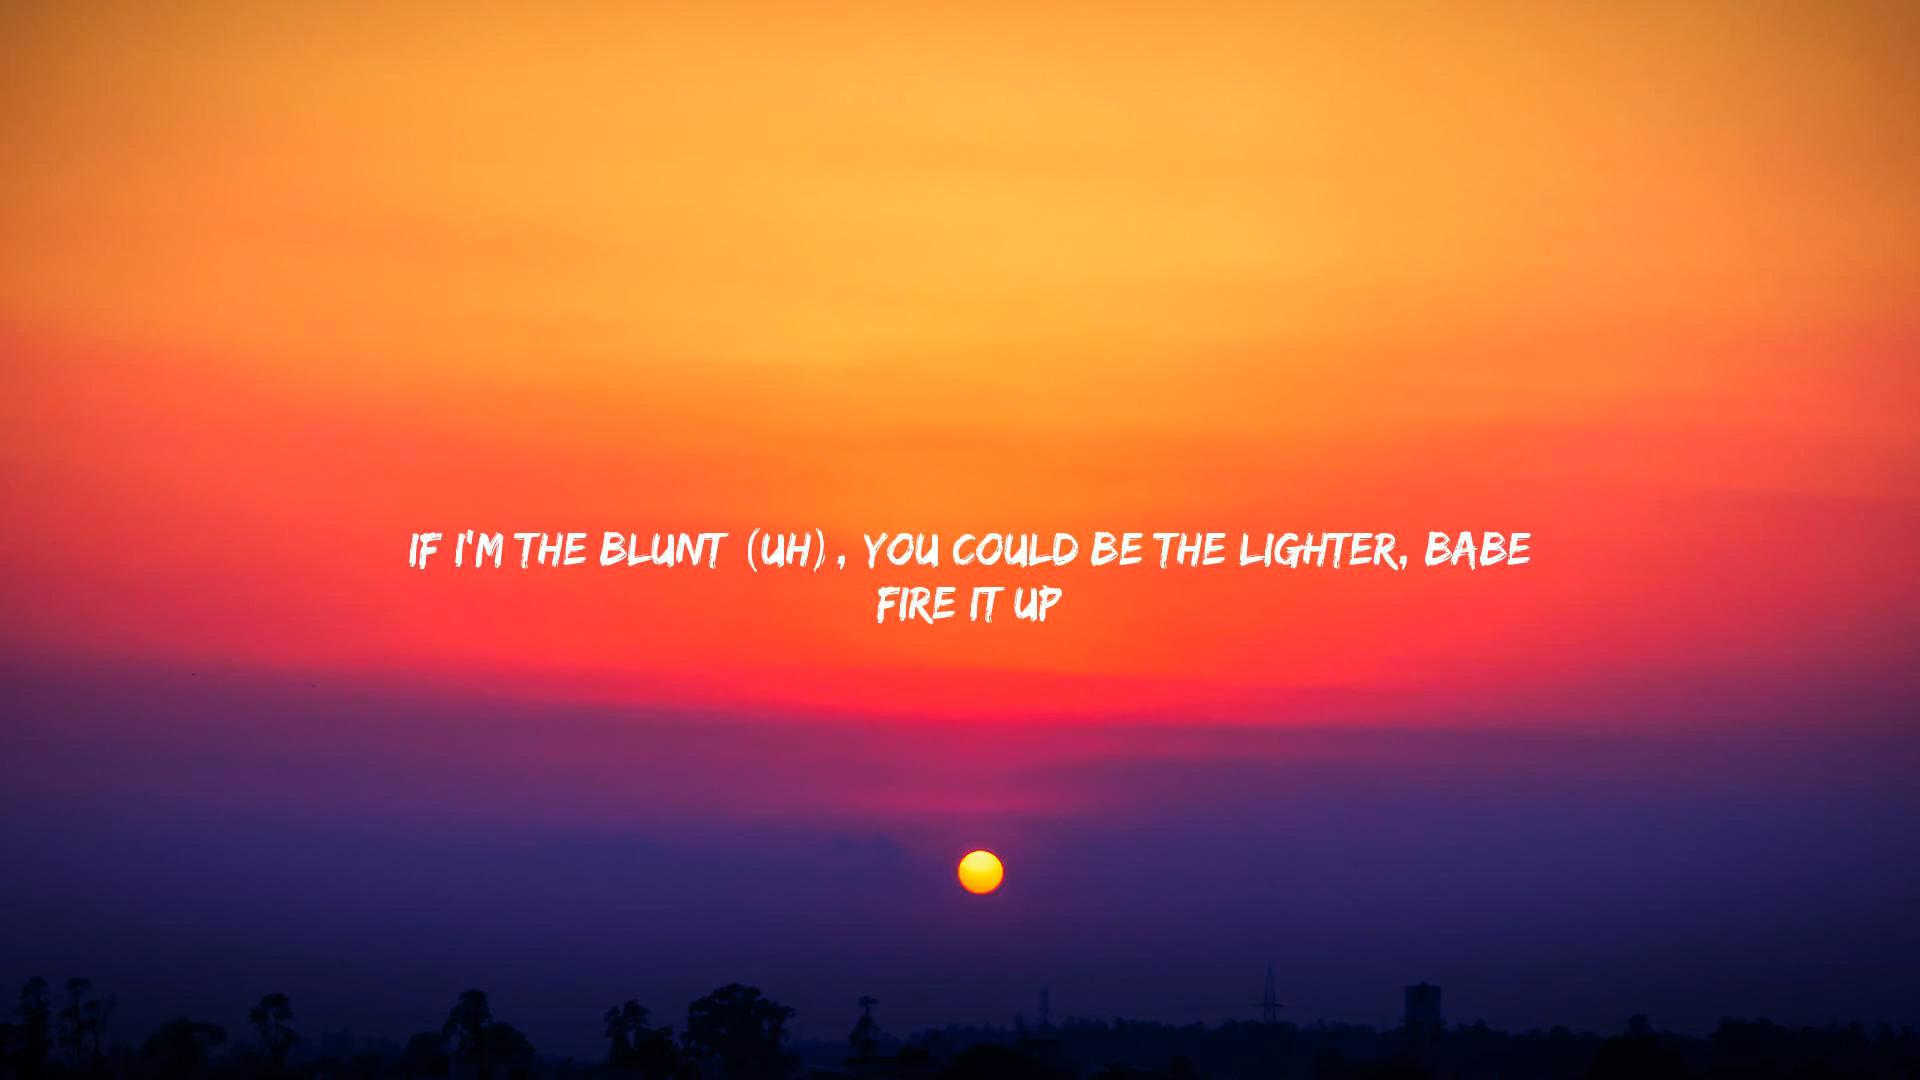 IF I'M THE BLUNT (UH), YOU COULD BE THE LIGHTER, BABE
FIRE IT UP